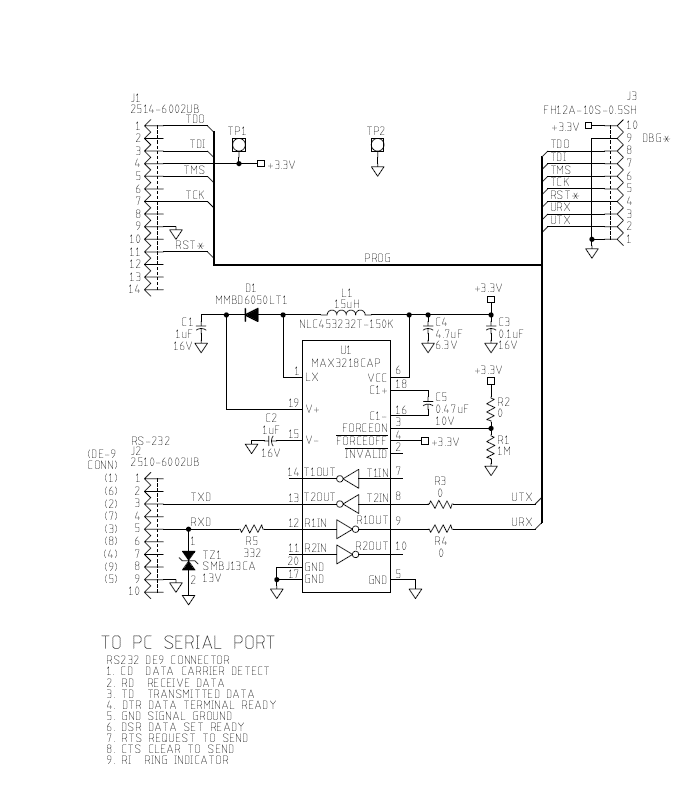 J1
2514-6002UB
1 TDO
2
3 TDI
4 +3.3V
5 TMS
6
7 TCK
8
9
10
11 RST*
12
13
14
TP1
TP2
J3
FH12A-10S-0.5SH
+3.3V 10
9 DBG*
TDO 8
TDI 7
TMS 6
TCK 5
RST* 4
URX 3
UTX 2
1
PROG
D1
MMBD6050LT1
L1
15uH
NLC453232T-150K
+3.3V
C1
1uF
16V
C4
4.7uF
6.3V
C3
0.1uF
16V
U1
MAX3218CAP
1 LX
VCC 6
C1+ 18
C5
0.47uF
10V
C1- 16
+3.3V
R2
0
R1
1M
19 V+
FORCEON 3
FORCEOFF 4 +3.3V
INVALID 2
C2
1uF
16V
15 V-
14 T1OUT T1IN 7
13 T2OUT T2IN 8
R3
0
UTX
12 R1IN R1OUT 9
R4
0
URX
11 R2IN R2OUT 10
20 GND
17 GND
GND 5
RS-232
J2
2510-6002UB
(DE-9
CONN)
(1) 1
(6) 2
(2) 3 TXD
(7) 4
(3) 5 RXD
(8) 6
(4) 7
(9) 8
(5) 9
10
R5
332
1
TZ1
SMBJ13CA
2 13V
TO PC SERIAL PORT
RS232 DE9 CONNECTOR
1. CD DATA CARRIER DETECT
2. RD RECEIVE DATA
3. TD TRANSMITTED DATA
4. DTR DATA TERMINAL READY
5. GND SIGNAL GROUND
6. DSR DATA SET READY
7. RTS REQUEST TO SEND
8. CTS CLEAR TO SEND
9. RI RING INDICATOR